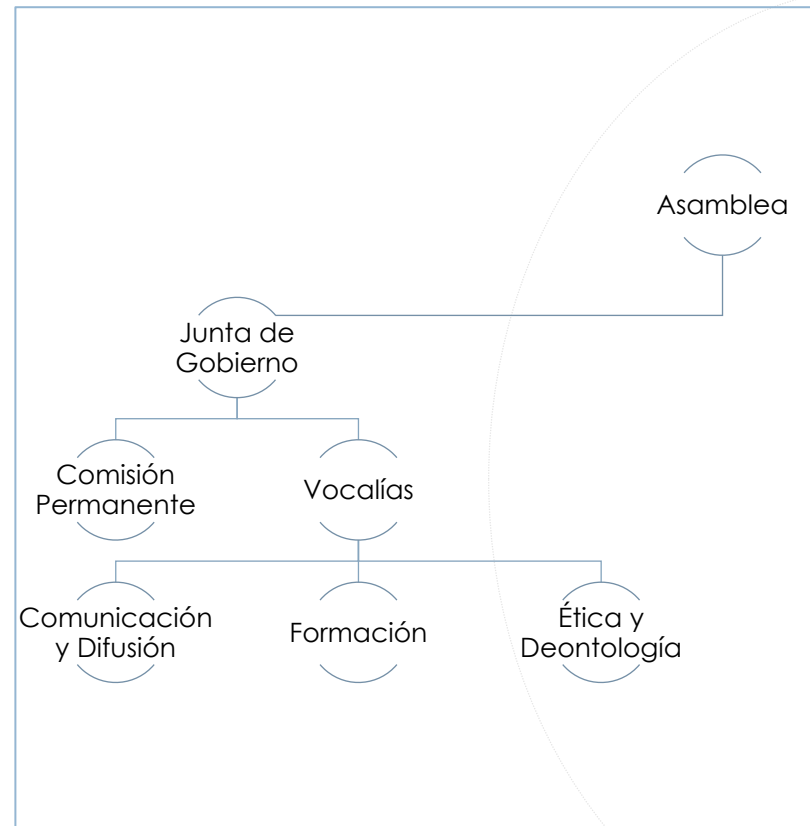 Asamblea
Junta de
Gobierno
Comisión
Permanente
Vocalías
Comunicación
y Difusión
Formación
Ética y
Deontología